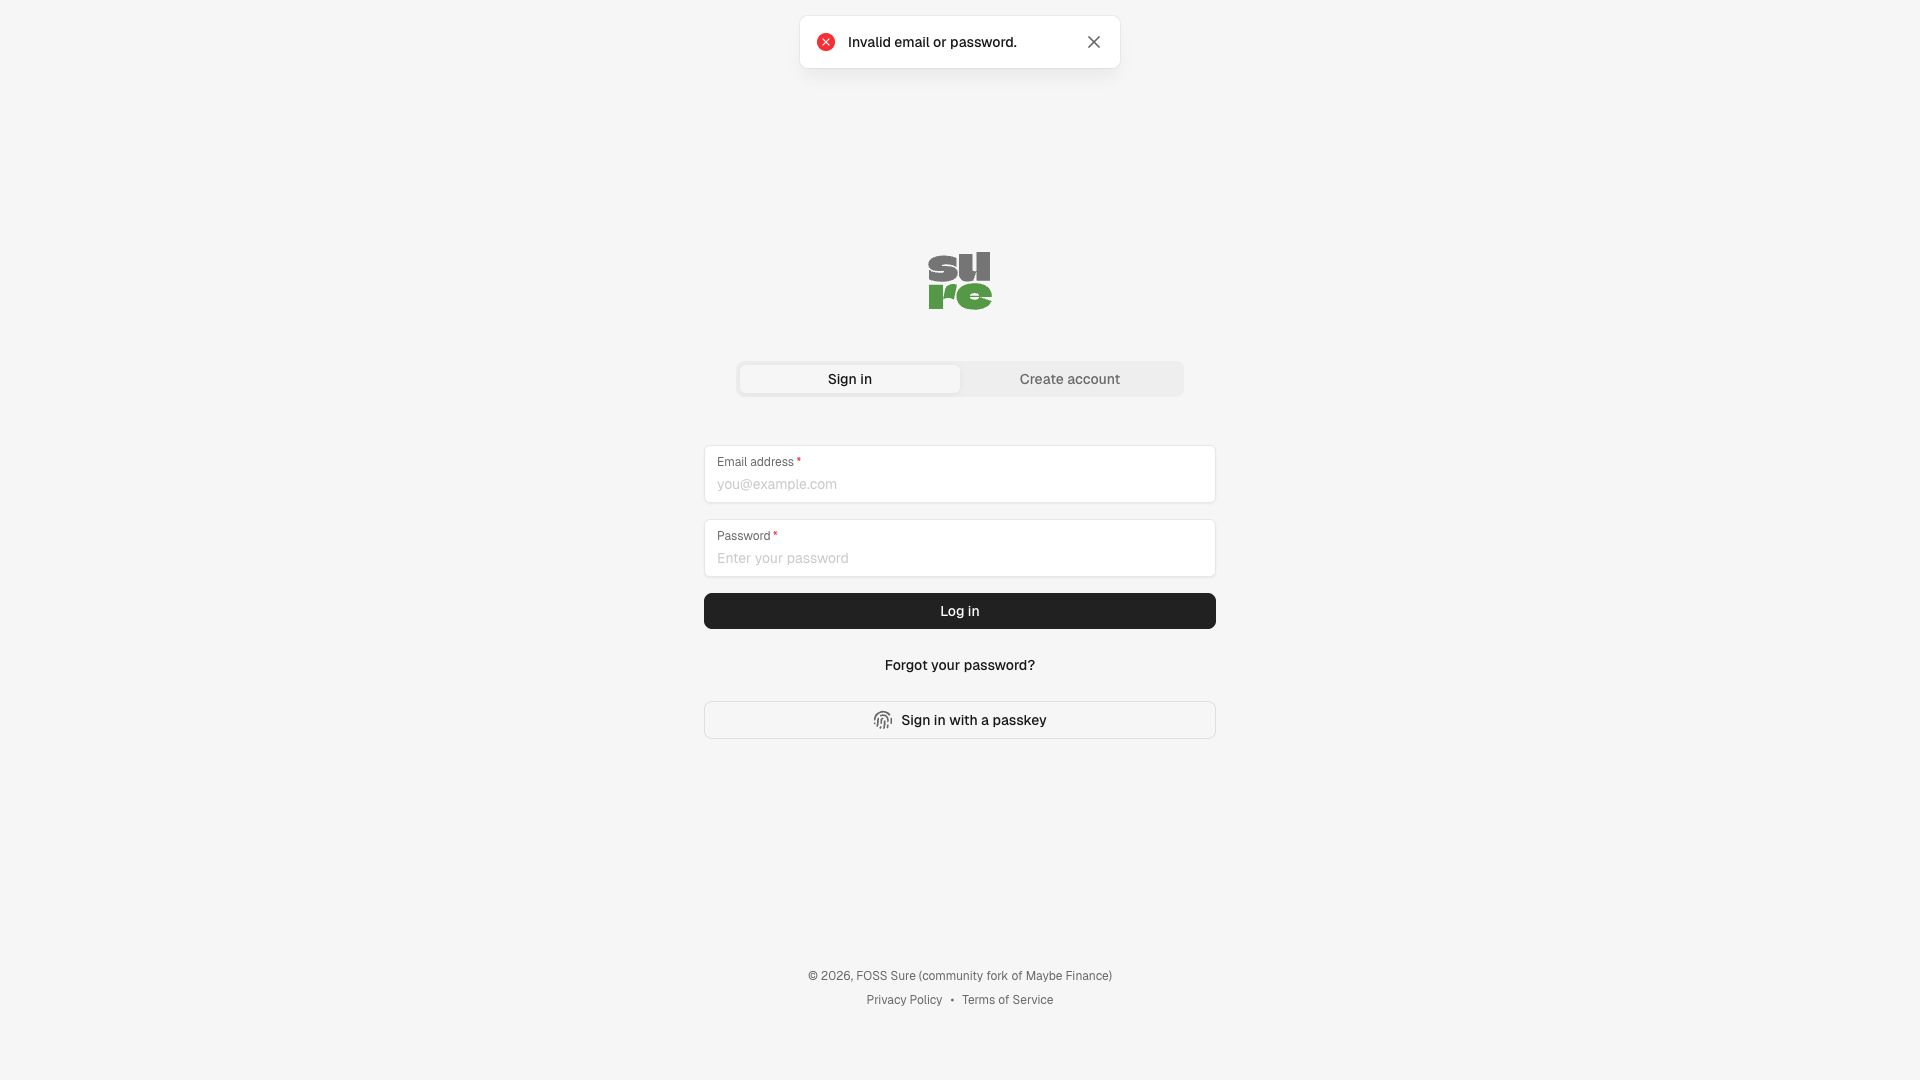 Invalid email or password.
su
re
Sign in
Create account
Email address *
you@example.com
Password *
Enter your password
Log in
Forgot your password?
Sign in with a passkey
© 2026, FOSS Sure (community fork of Maybe Finance)
Privacy Policy • Terms of Service